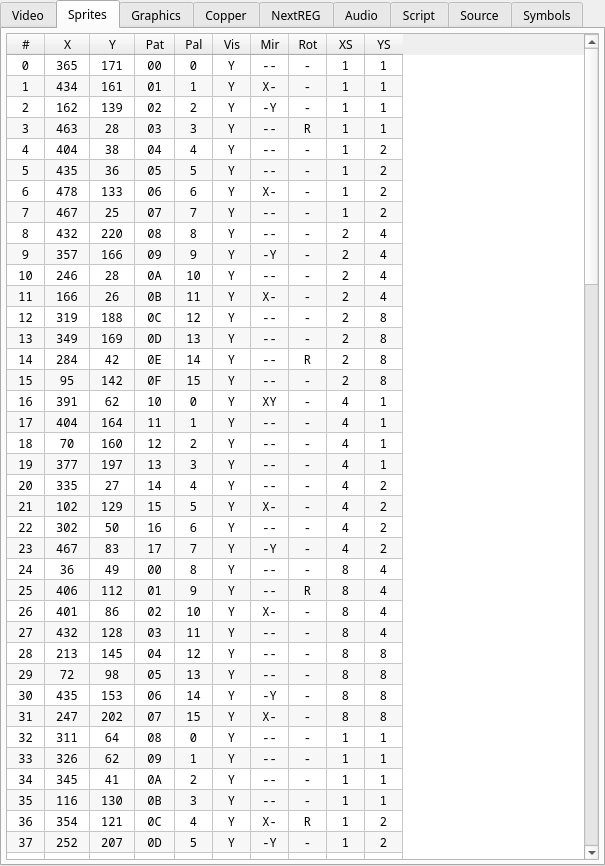 Video Sprites Graphics Copper NextREG Audio Script Source Symbols
# X Y Pat Pal Vis Mir Rot XS YS
0 365 171 00 0 Y -- - 1 1
1 434 161 01 1 Y X- - 1 1
2 162 139 02 2 Y -Y - 1 1
3 463 28 03 3 Y -- R 1 1
4 404 38 04 4 Y -- - 1 2
5 435 36 05 5 Y -- - 1 2
6 478 133 06 6 Y X- - 1 2
7 467 25 07 7 Y -- - 1 2
8 432 220 08 8 Y -- - 2 4
9 357 166 09 9 Y -Y - 2 4
10 246 28 0A 10 Y -- - 2 4
11 166 26 0B 11 Y X- - 2 4
12 319 188 0C 12 Y -- - 2 8
13 349 169 0D 13 Y -- - 2 8
14 284 42 0E 14 Y -- R 2 8
15 95 142 0F 15 Y -- - 2 8
16 391 62 10 0 Y XY - 4 1
17 404 164 11 1 Y -- - 4 1
18 70 160 12 2 Y -- - 4 1
19 377 197 13 3 Y -- - 4 1
20 335 27 14 4 Y -- - 4 2
21 102 129 15 5 Y X- - 4 2
22 302 50 16 6 Y -- - 4 2
23 467 83 17 7 Y -Y - 4 2
24 36 49 00 8 Y -- - 8 4
25 406 112 01 9 Y -- R 8 4
26 401 86 02 10 Y X- - 8 4
27 432 128 03 11 Y -- - 8 4
28 213 145 04 12 Y -- - 8 8
29 72 98 05 13 Y -- - 8 8
30 435 153 06 14 Y -Y - 8 8
31 247 202 07 15 Y X- - 8 8
32 311 64 08 0 Y -- - 1 1
33 326 62 09 1 Y -- - 1 1
34 345 41 0A 2 Y -- - 1 1
35 116 130 0B 3 Y -- - 1 1
36 354 121 0C 4 Y X- R 1 2
37 252 207 0D 5 Y -Y - 1 2